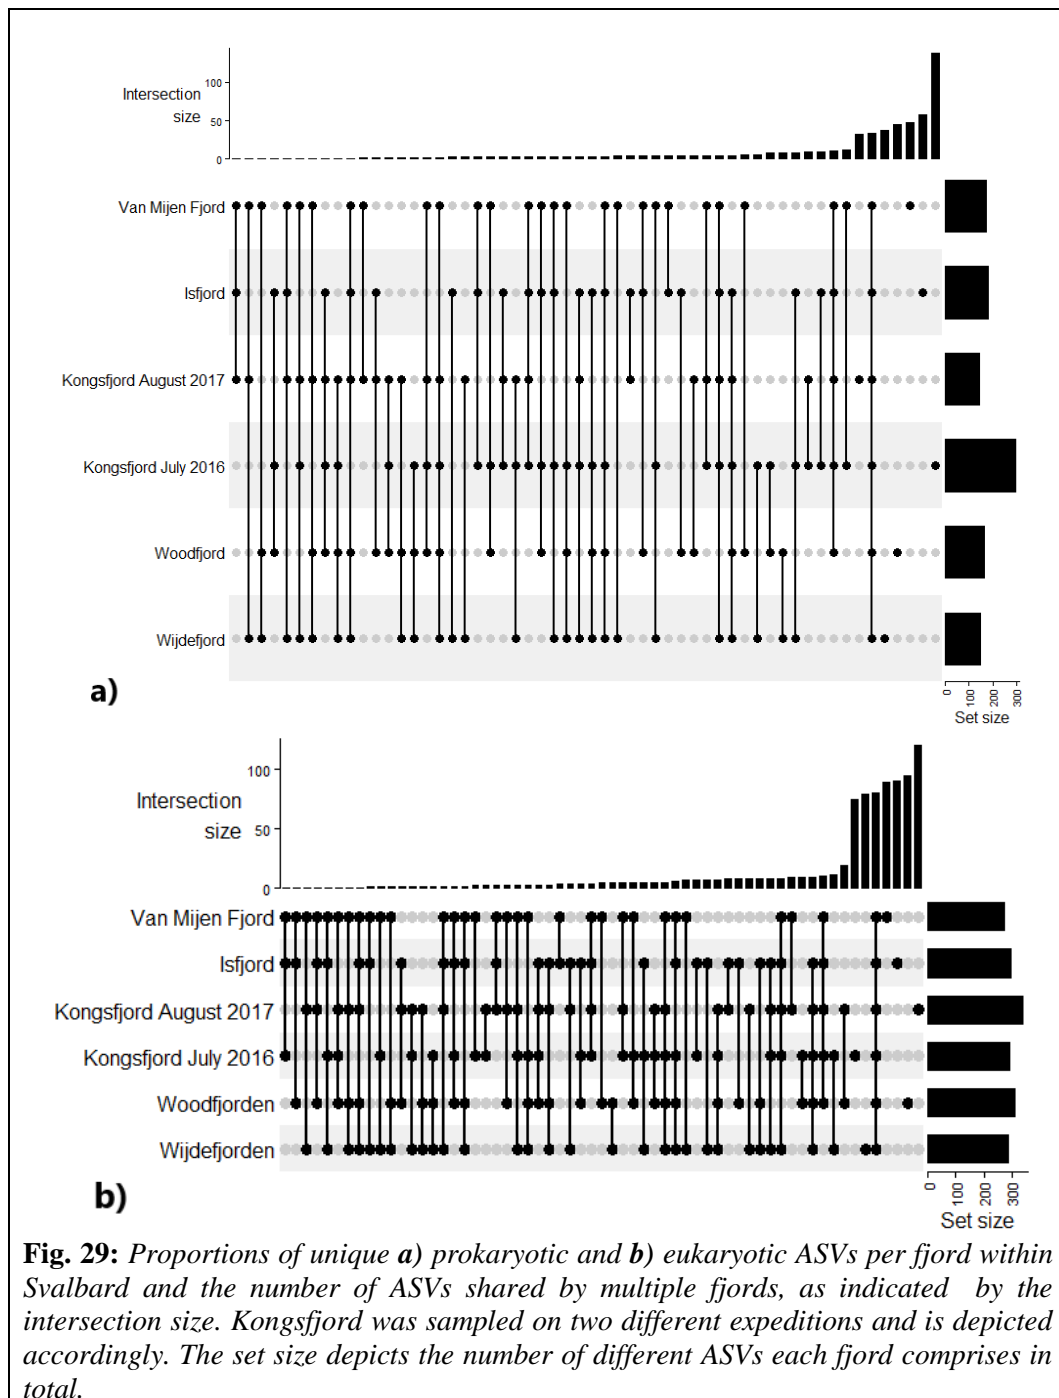 Intersection
size
100
50
0
Van Mijen Fjord
Isfjord
Kongsfjord August 2017
Kongsfjord July 2016
Woodfjord
Wijdefjord
a)
0
100
200
300
Set size
Intersection
size
100
50
0
Van Mijen Fjord
Isfjord
Kongsfjord August 2017
Kongsfjord July 2016
Woodfjorden
Wijdefjorden
b)
0
100
200
300
Set size
Fig. 29: Proportions of unique a) prokaryotic and b) eukaryotic ASVs per fjord within
Svalbard and the number of ASVs shared by multiple fjords, as indicated by the
intersection size. Kongsfjord was sampled on two different expeditions and is depicted
accordingly. The set size depicts the number of different ASVs each fjord comprises in
total.